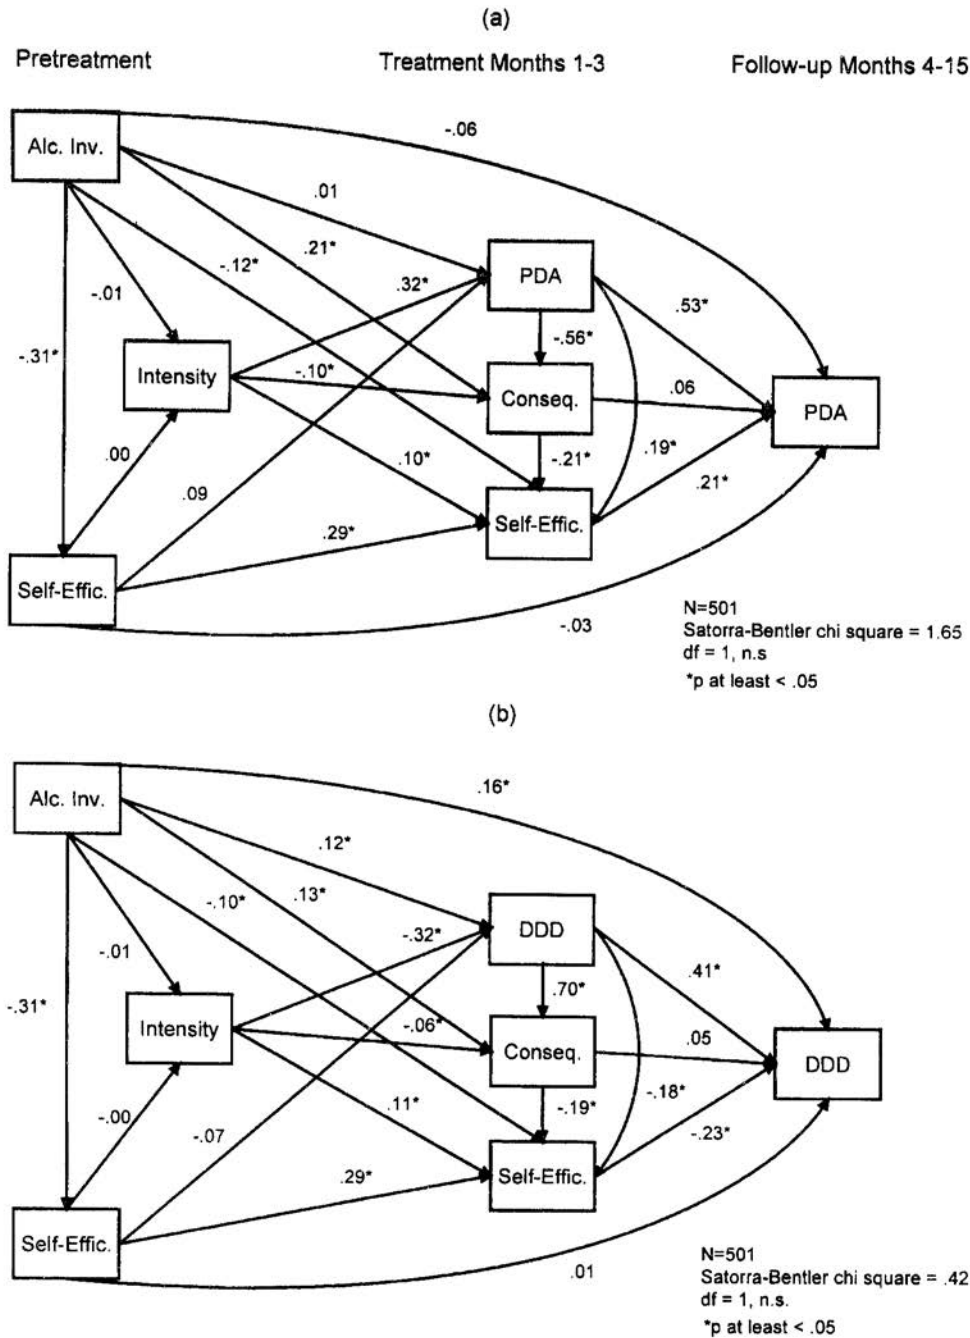 (a)
Pretreatment Treatment Months 1-3 Follow-up Months 4-15
-.06
Alc. Inv.
.01
.21*
-.12*
PDA
.32*
-.01
.53*
-.56*
-.31*
Intensity
-.10*
Conseq.
.06
PDA
.00
.10*
-.21*
.19*
.09
.21*
Self-Effic.
.29*
Self-Effic.
-.03
N=501
Satorra-Bentler chi square = 1.65
df = 1, n.s
*p at least < .05
(b)
.16*
Alc. Inv.
.12*
-.10*
.13*
DDD
-.32*
-.01
.41*
.70*
-.31*
Intensity
-.06*
Conseq.
.05
DDD
-.00
.11*
-.19*
-.18*
-.07
-.23*
Self-Effic.
.29*
Self-Effic.
.01
N=501
Satorra-Bentler chi square = .42
df = 1, n.s.
*p at least < .05